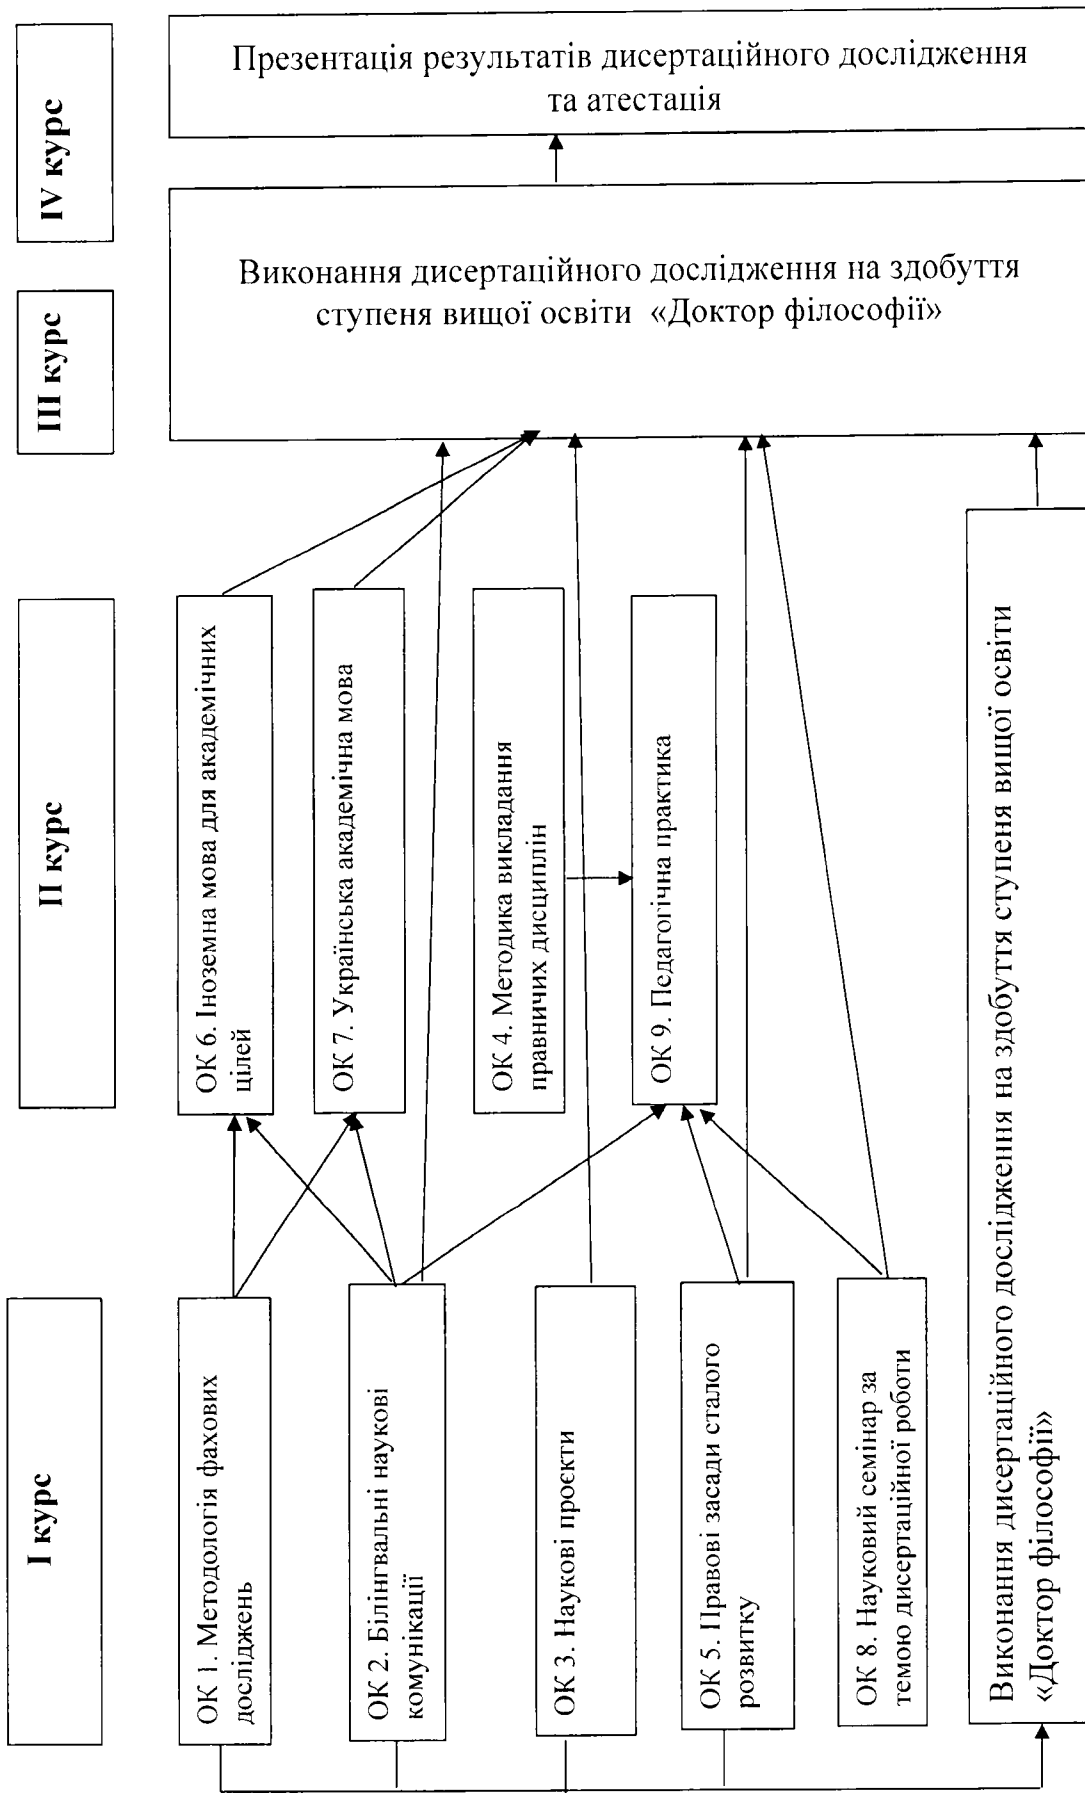 I курс
II курс
III курс
IV курс
ОК 1. Методологія фахових
досліджень
ОК 2. Білінгвальні наукові
комунікації
ОК 3. Наукові проєкти
ОК 5. Правові засади сталого
розвитку
ОК 8. Науковий семінар за
темою дисертаційної роботи
ОК 6. Іноземна мова для академічних
цілей
ОК 7. Українська академічна мова
ОК 4. Методика викладання
правничих дисциплін
ОК 9. Педагогічна практика
Виконання дисертаційного дослідження на здобуття ступеня вищої освіти
«Доктор філософії»
Виконання дисертаційного дослідження на здобуття
ступеня вищої освіти «Доктор філософії»
Презентація результатів дисертаційного дослідження
та атестація